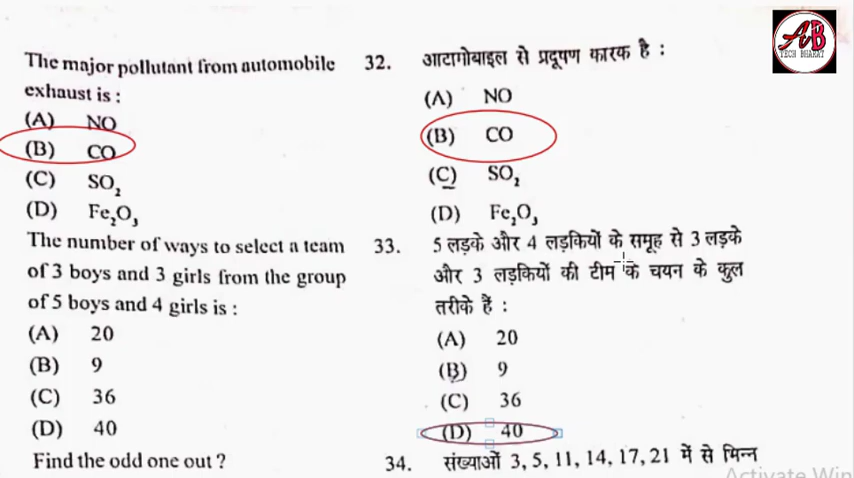 AB
TECH BHARAT
The major pollutant from automobile
exhaust is :
(A) NO
(B) CO
(C) SO₂
(D) Fe₂O₃
The number of ways to select a team
of 3 boys and 3 girls from the group
of 5 boys and 4 girls is :
(A) 20
(B) 9
(C) 36
(D) 40
Find the odd one out ?
32. आटागोबाइल से प्रदूषण कारक है :
(A) NO
(B) CO
(C) SO₂
(D) Fe₂O₃
33. 5 लड़के और 4 लड़कियों के समूह से 3 लड़के
और 3 लड़कियों की टीम के चयन के कुल
तरीके हैं :
(A) 20
(B) 9
(C) 36
(D) 40
34. संख्याओं 3, 5, 11, 14, 17, 21 में से भिन्न
Activate Win